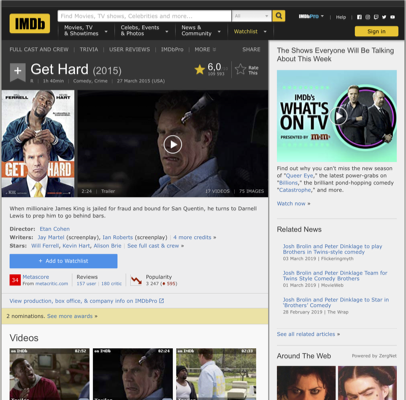 IMDb
Find Movies, TV shows, Celebrities and more...
All
Movies, TV
& Showtimes
Celebs, Events
& Photos
News &
Community
Watchlist
IMDbPro
Help
Sign in
FULL CAST AND CREW | TRIVIA | USER REVIEWS | IMDbPro | MORE
SHARE
Get Hard (2015)
6,0
Rate
This
1h 40min | Comedy, Crime | 27 March 2015 (USA)
FERRELL HART
GET HARD
2:24 | Trailer
17 VIDEOS | 75 IMAGES
When millionaire James King is jailed for fraud and bound for San Quentin, he turns to Darnell
Lewis to prep him to go behind bars.
Director: Etan Cohen
Writers: Jay Martel (screenplay), Ian Roberts (screenplay) | 4 more credits »
Stars: Will Ferrell, Kevin Hart, Alison Brie | See full cast & crew »
+ Add to Watchlist
34
Metascore
From metacritic.com
Reviews
157 user | 180 critic
Popularity
3 247 (595)
View production, box office, & company info on IMDbPro
2 nominations. See more awards »
Videos
IMDb
02:24
IMDb
02:33
IMDb
02:32
The Shows Everyone Will Be Talking
About This Week
IMDb's
WHAT'S
ON TV
PRESENTED BY m&m's
Find out why you can't miss the new season
of "Queer Eye," the latest power-grabs on
"Billions," the brilliant pond-hopping comedy
"Catastrophe," and more.
Watch now »
Related News
Josh Brolin and Peter Dinklage to play
Brothers in Twins-style comedy
03 March 2019 | Flickeringmyth
Josh Brolin and Peter Dinklage Team for
Twins Style Comedy Brothers
01 March 2019 | MovieWeb
Josh Brolin and Peter Dinklage to Star in
'Brothers' Comedy
28 February 2019 | The Wrap
See all related articles »
Around The Web
Powered by ZergNet